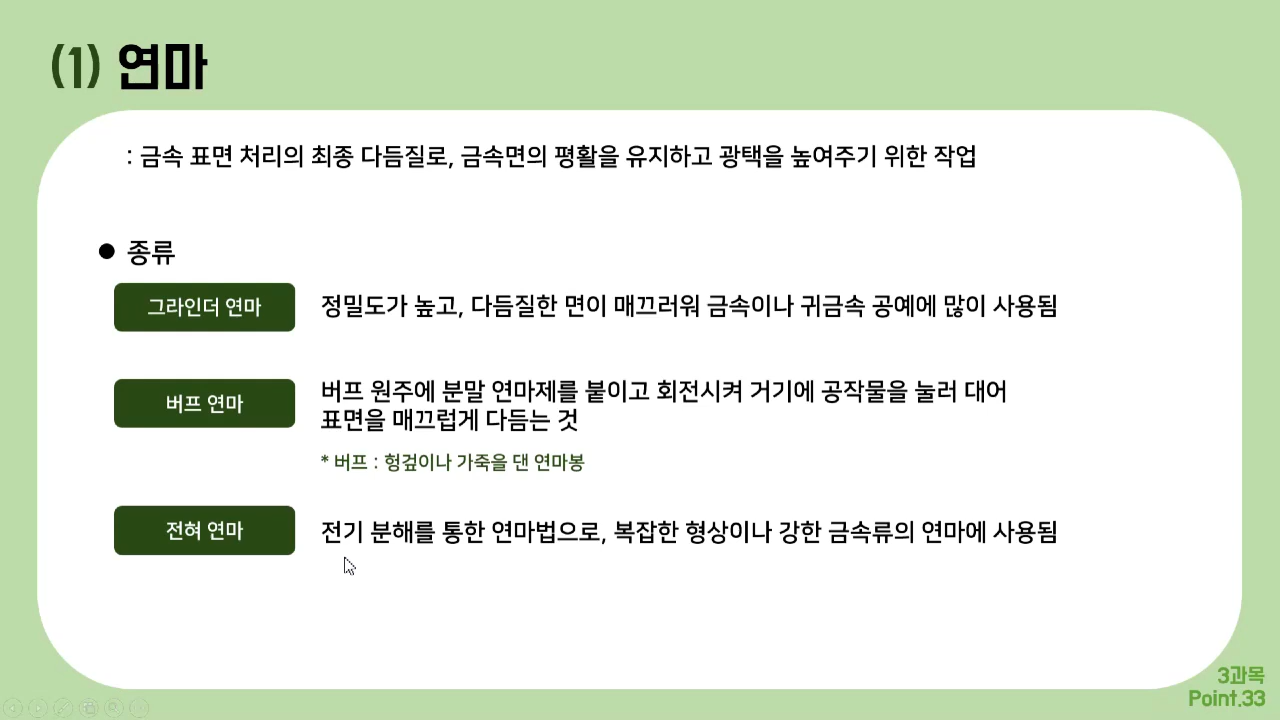 (1) 연마
: 금속 표면 처리의 최종 다듬질로, 금속면의 평활을 유지하고 광택을 높여주기 위한 작업
● 종류
그라인더 연마
정밀도가 높고, 다듬질한 면이 매끄러워 금속이나 귀금속 공예에 많이 사용됨
버프 연마
버프 원주에 분말 연마제를 붙이고 회전시켜 거기에 공작물을 눌러 대어
표면을 매끄럽게 다듬는 것
* 버프 : 헝겊이나 가죽을 댄 연마봉
전혀 연마
전기 분해를 통한 연마법으로, 복잡한 형상이나 강한 금속류의 연마에 사용됨
3과목
Point.33